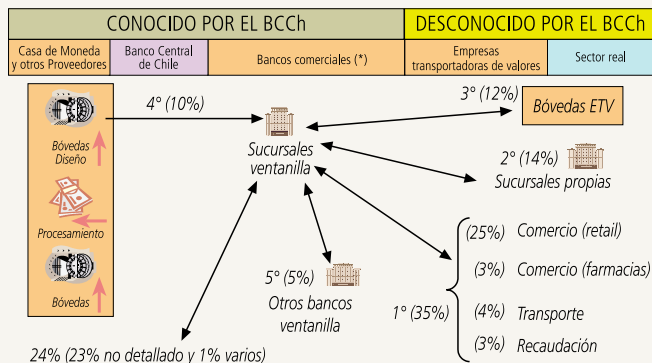 CONOCIDO POR EL BCCh
DESCONOCIDO POR EL BCCh
Casa de Moneda
y otros Proveedores
Banco Central
de Chile
Bancos comerciales (*)
Empresas
transportadoras de valores
Sector real
Bóvedas
Diseño
Procesamiento
Bóvedas
4° (10%)
Sucursales
ventanilla
3° (12%)
Bóvedas ETV
2° (14%)
Sucursales propias
5° (5%)
Otros bancos
ventanilla
1° (35%)
(25%) Comercio (retail)
(3%) Comercio (farmacias)
(4%) Transporte
(3%) Recaudación
24% (23% no detallado y 1% varios)